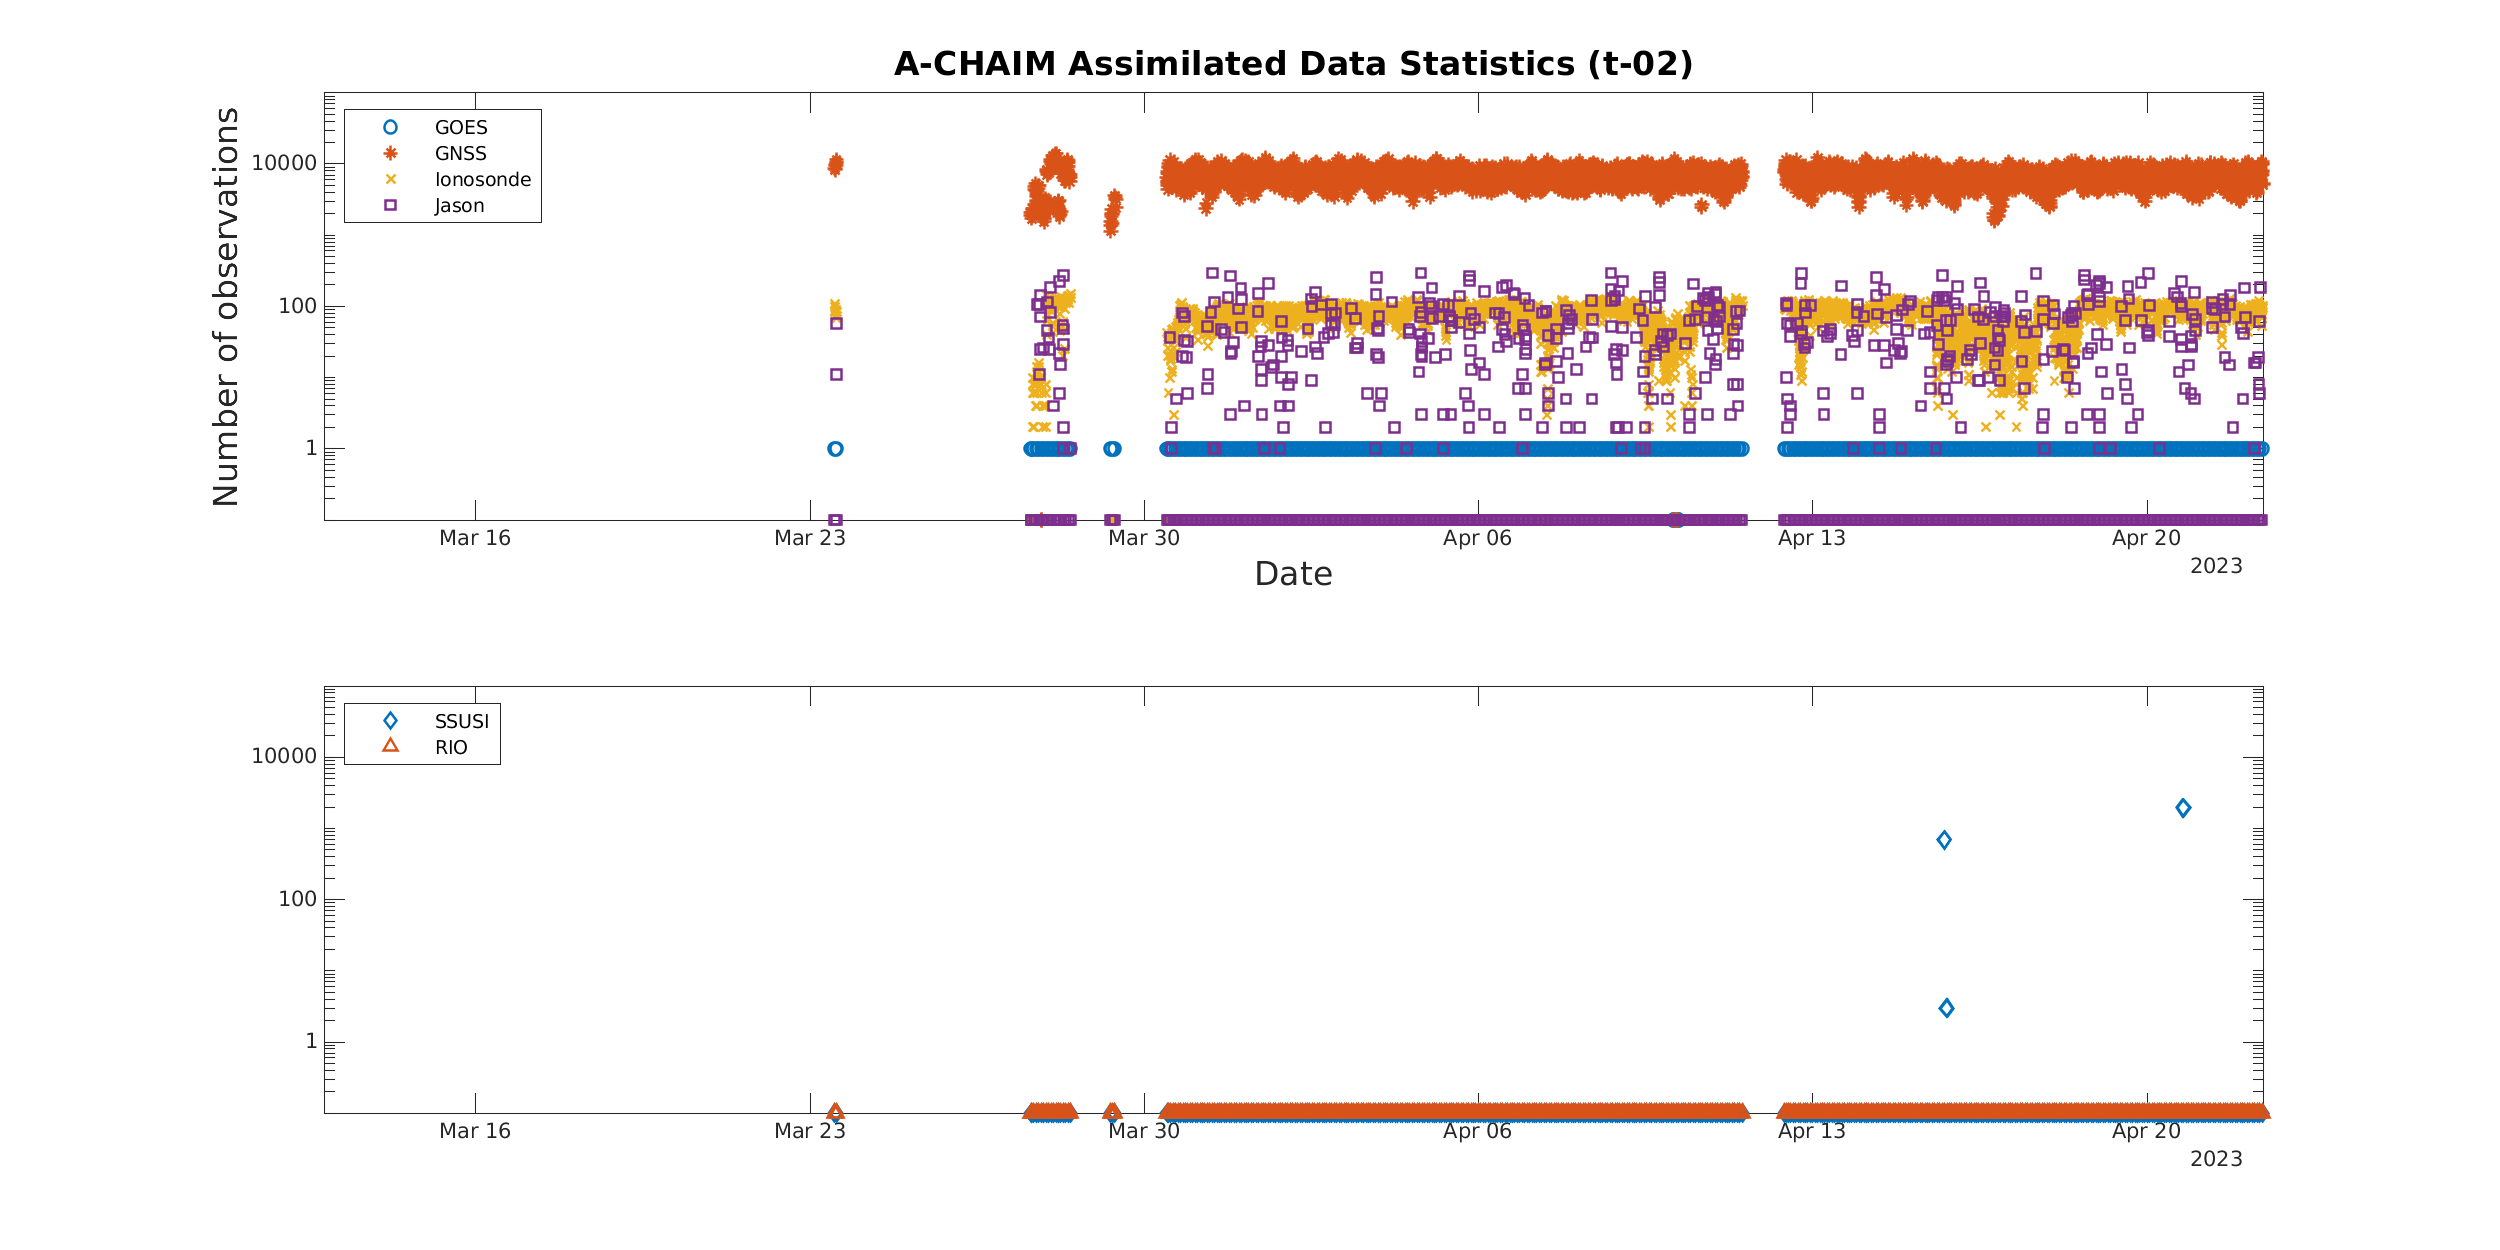 A-CHAIM Assimilated Data Statistics (t-02)
Number of observations
GOES
GNSS
Ionosonde
Jason
10000
100
1
Mar 16 Mar 23 Mar 30 Apr 06 Apr 13 Apr 20
2023
Date
SSUSI
RIO
10000
100
1
Mar 16 Mar 23 Mar 30 Apr 06 Apr 13 Apr 20
2023